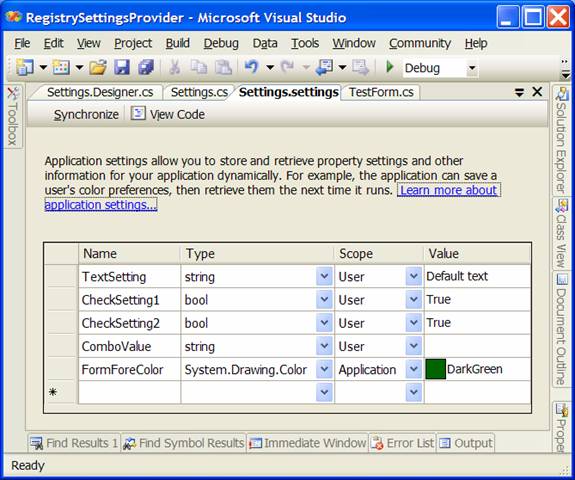 RegistrySettingsProvider - Microsoft Visual Studio
File Edit View Project Build Debug Data Tools Window Community Help
Debug
Settings.Designer.cs Settings.cs Settings.settings TestForm.cs
Toolbox
Synchronize View Code
Application settings allow you to store and retrieve property settings and other
information for your application dynamically. For example, the application can save a
user's color preferences, then retrieve them the next time it runs. Learn more about
application settings...
Name Type Scope Value
TextSetting string User Default text
CheckSetting1 bool User True
CheckSetting2 bool User True
ComboValue string User
FormForeColor System.Drawing.Color Application DarkGreen
*
Solution Explorer
Class View
Document Outline
Prope
Find Results 1 Find Symbol Results Immediate Window Error List Output
Ready